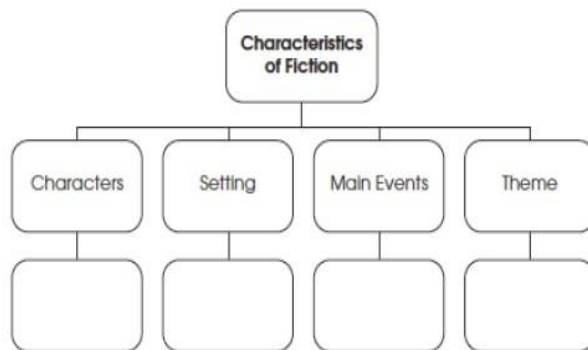 Characteristics
of Fiction
Characters
Setting
Main Events
Theme